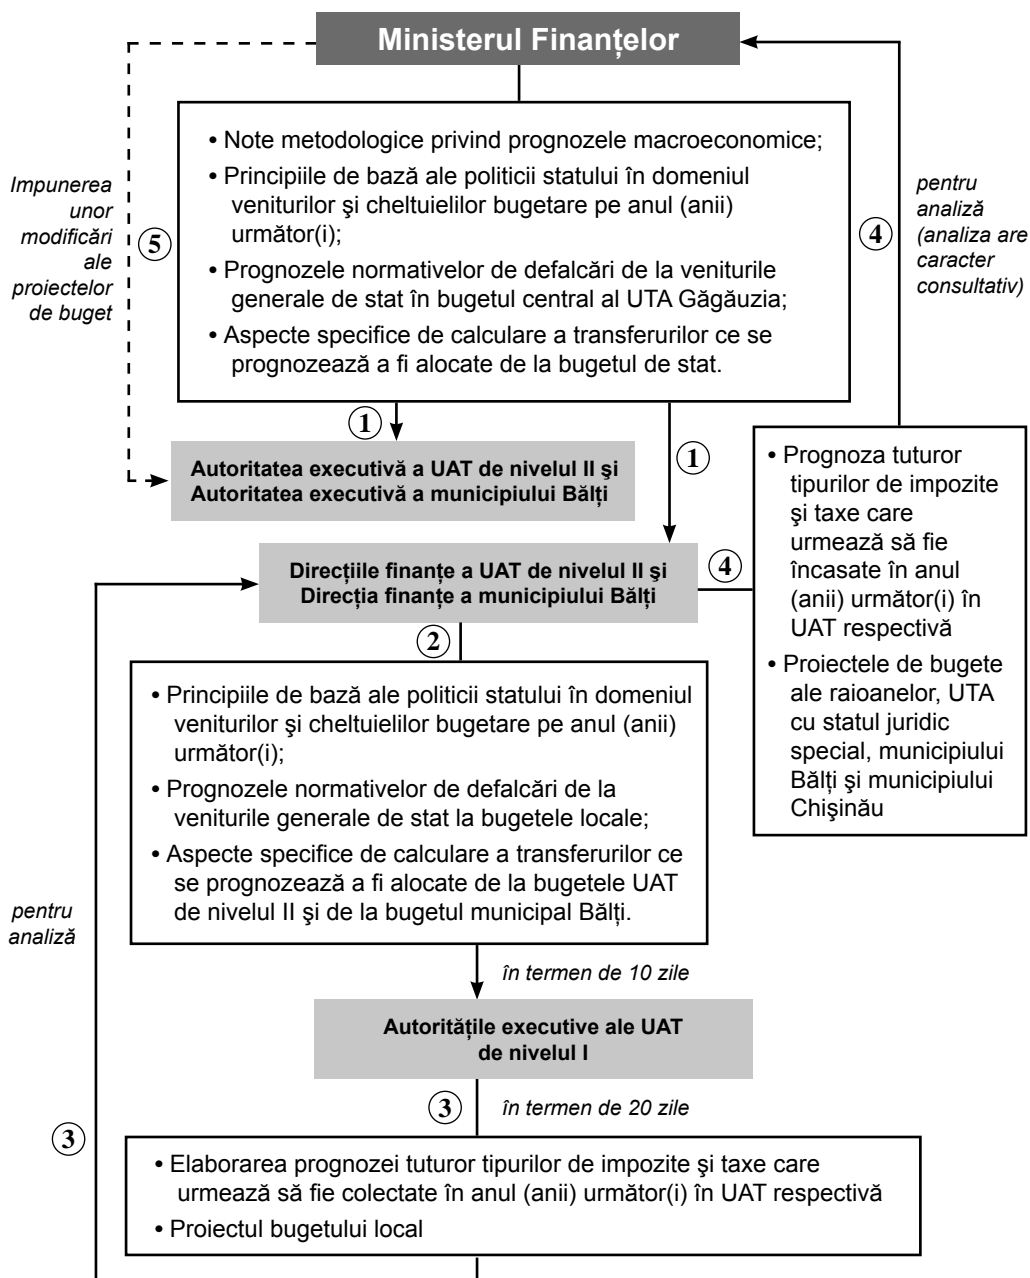 Ministerul Finanțelor
• Note metodologice privind prognozele macroeconomice;
• Principiile de bază ale politicii statului în domeniul
veniturilor şi cheltuielilor bugetare pe anul (anii)
următor(i);
• Prognozele normativelor de defalcări de la veniturile
generale de stat în bugetul central al UTA Găgăuzia;
• Aspecte specifice de calculare a transferurilor ce se
prognozează a fi alocate de la bugetul de stat.
Impunerea
unor
modificări
ale
proiectelor
de buget
5
4
pentru
analiză
(analiza are
caracter
consultativ)
1
1
Autoritatea executivă a UAT de nivelul II şi
Autoritatea executivă a municipiului Bălți
Direcțiile finanțe a UAT de nivelul II şi
Direcția finanțe a municipiului Bălți
4
• Prognoza tuturor
tipurilor de impozite
şi taxe care
urmează să fie
încasate în anul
(anii) următor(i) în
UAT respectivă
• Proiectele de bugete
ale raioanelor, UTA
cu statul juridic
special, municipiului
Bălți şi municipiului
Chişinău
2
• Principiile de bază ale politicii statului în domeniul
veniturilor şi cheltuielilor bugetare pe anul (anii)
următor(i);
• Prognozele normativelor de defalcări de la
veniturile generale de stat la bugetele locale;
• Aspecte specifice de calculare a transferurilor ce
se prognozează a fi alocate de la bugetele UAT
de nivelul II şi de la bugetul municipal Bălți.
pentru
analiză
în termen de 10 zile
Autoritățile executive ale UAT
de nivelul I
3
în termen de 20 zile
3
• Elaborarea prognozei tuturor tipurilor de impozite şi taxe care
urmează să fie colectate în anul (anii) următor(i) în UAT respectivă
• Proiectul bugetului local